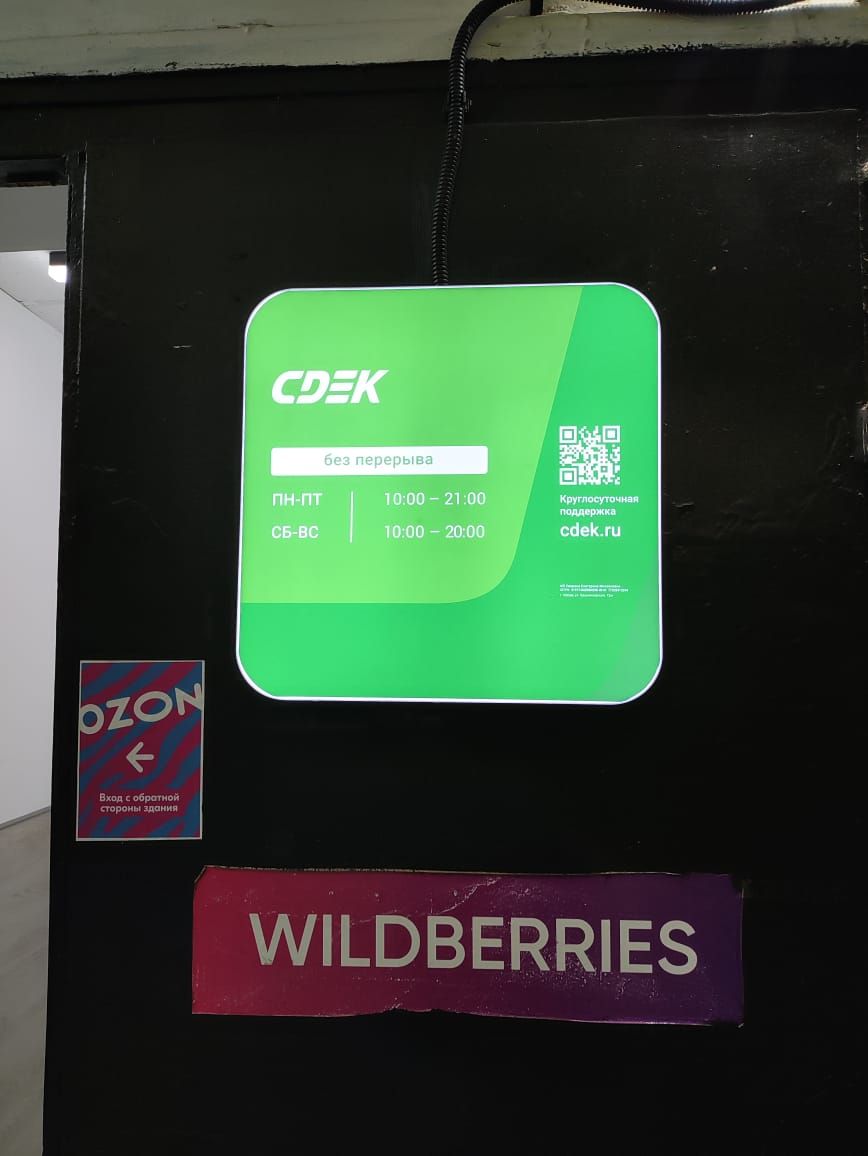 CDEK
без перерыва
ПН-ПТ 10:00 – 21:00
СБ-ВС 10:00 – 20:00
Круглосуточная
поддержка
cdek.ru
OZON
←
Вход с обратной
стороны здания
WILDBERRIES